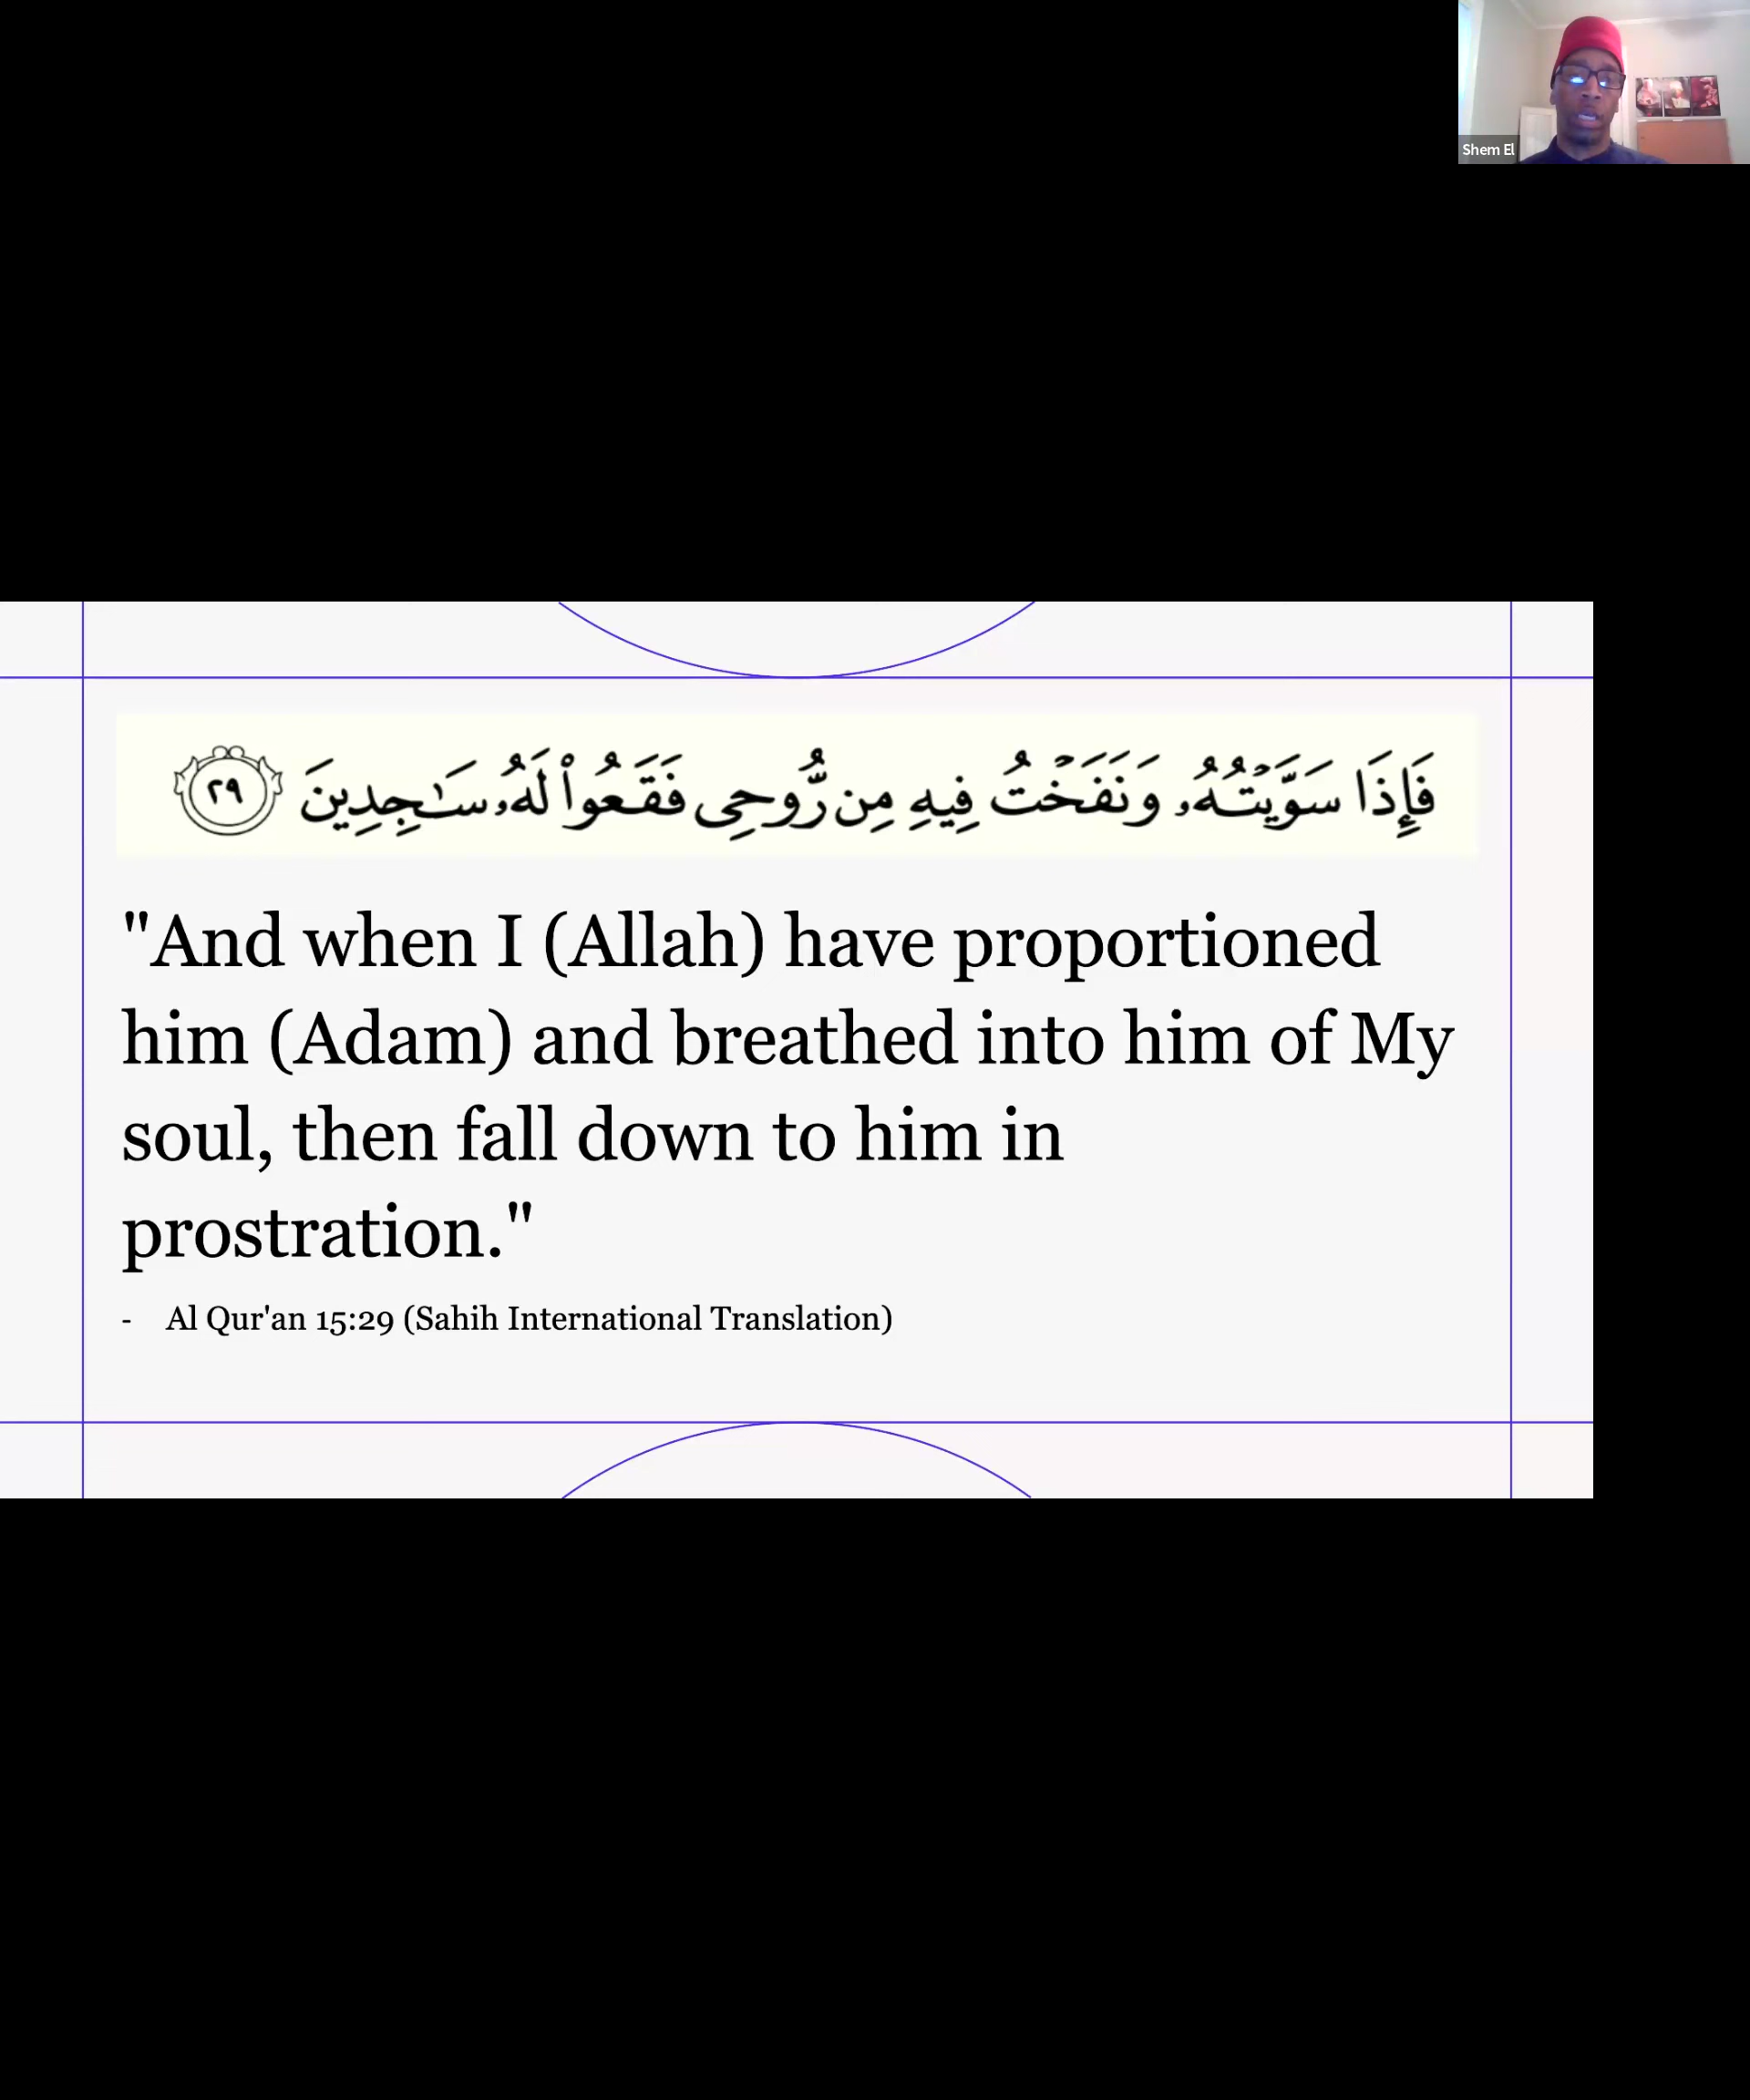 Shem El
فَإِذَا سَوَّيۡتُهُۥ وَنَفَخۡتُ فِيهِ مِن رُّوحِى فَقَعُوا۟ لَهُۥ سَـٰجِدِينَ ٢٩
"And when I (Allah) have proportioned
him (Adam) and breathed into him of My
soul, then fall down to him in
prostration."
- Al Qur'an 15:29 (Sahih International Translation)